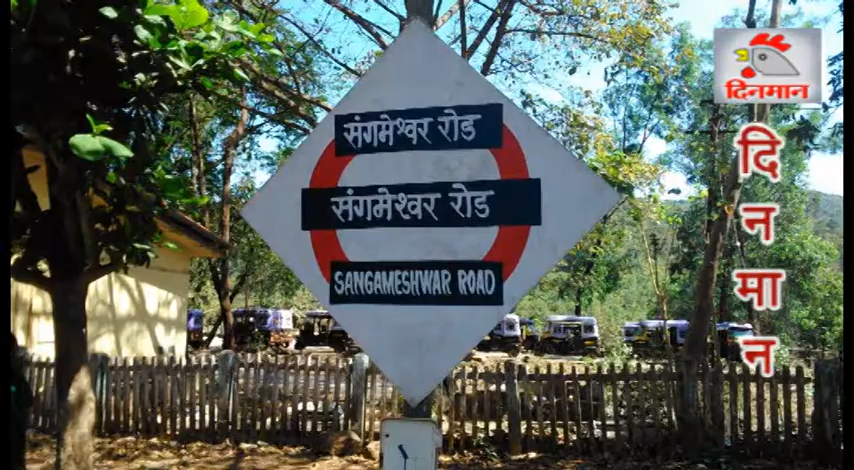 संगमेश्वर रोड
संगमेश्वर रोड
SANGAMESHWAR ROAD
दिनमान
दि
न
मा
न